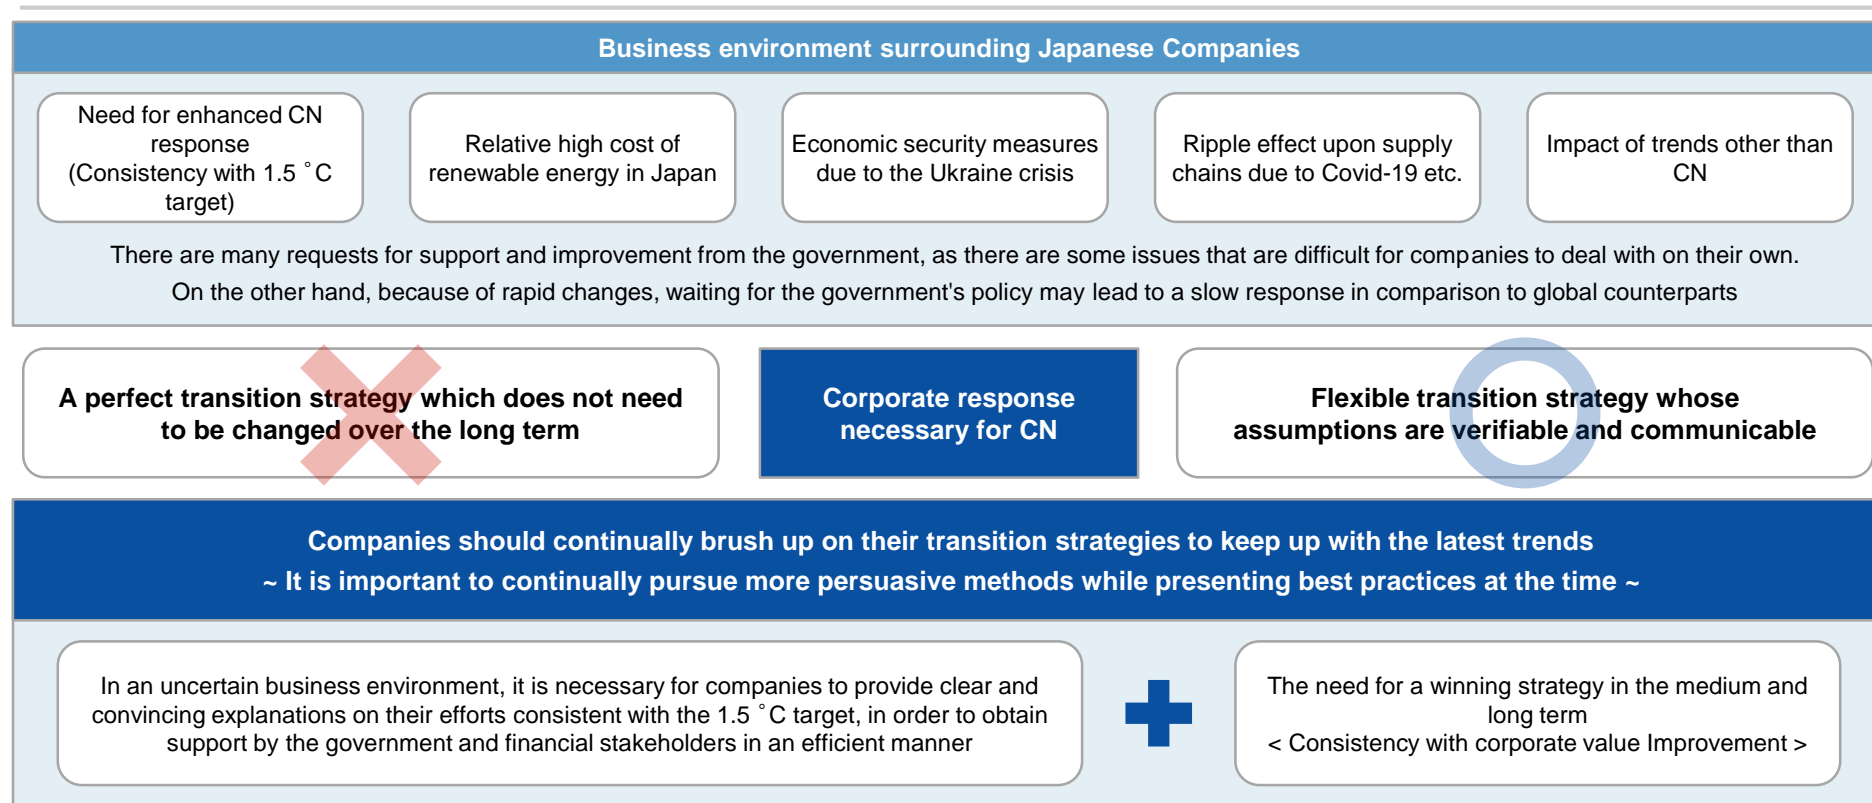 Business environment surrounding Japanese Companies
Need for enhanced CN
response
(Consistency with 1.5 ˚C
target)
Relative high cost of
renewable energy in Japan
Economic security measures
due to the Ukraine crisis
Ripple effect upon supply
chains due to Covid-19 etc.
Impact of trends other than
CN
There are many requests for support and improvement from the government, as there are some issues that are difficult for companies to deal with on their own.
On the other hand, because of rapid changes, waiting for the government's policy may lead to a slow response in comparison to global counterparts
A perfect transition strategy which does not need
to be changed over the long term
Corporate response
necessary for CN
Flexible transition strategy whose
assumptions are verifiable and communicable
Companies should continually brush up on their transition strategies to keep up with the latest trends
~ It is important to continually pursue more persuasive methods while presenting best practices at the time ~
In an uncertain business environment, it is necessary for companies to provide clear and
convincing explanations on their efforts consistent with the 1.5 ˚C target, in order to obtain
support by the government and financial stakeholders in an efficient manner
The need for a winning strategy in the medium and
long term
< Consistency with corporate value Improvement >